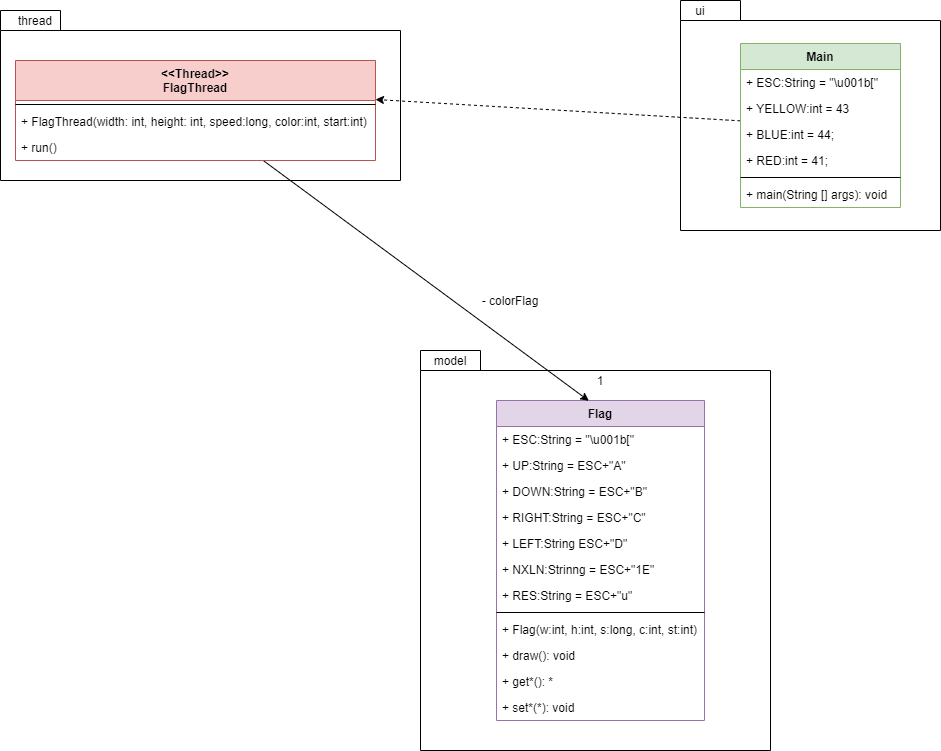 thread
<<Thread>>
FlagThread
+ FlagThread(width: int, height: int, speed:long, color:int, start:int)
+ run()
ui
Main
+ ESC:String = "\u001b["
+ YELLOW:int = 43
+ BLUE:int = 44;
+ RED:int = 41;
+ main(String [] args): void
- colorFlag
model
1
Flag
+ ESC:String = "\u001b["
+ UP:String = ESC+"A"
+ DOWN:String = ESC+"B"
+ RIGHT:String = ESC+"C"
+ LEFT:String ESC+"D"
+ NXLN:Strinng = ESC+"1E"
+ RES:String = ESC+"u"
+ Flag(w:int, h:int, s:long, c:int, st:int)
+ draw(): void
+ get*(): *
+ set*(*): void